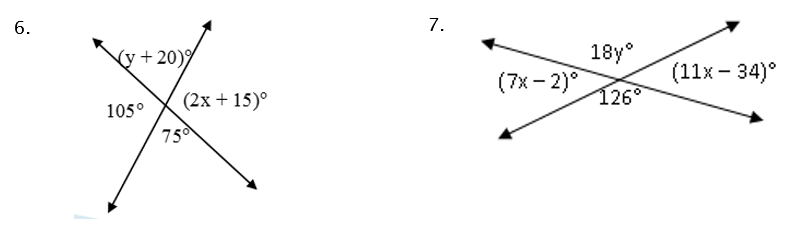 6.
(y + 20)°
105°
(2x + 15)°
75°
7.
18y°
(7x – 2)°
(11x – 34)°
126°